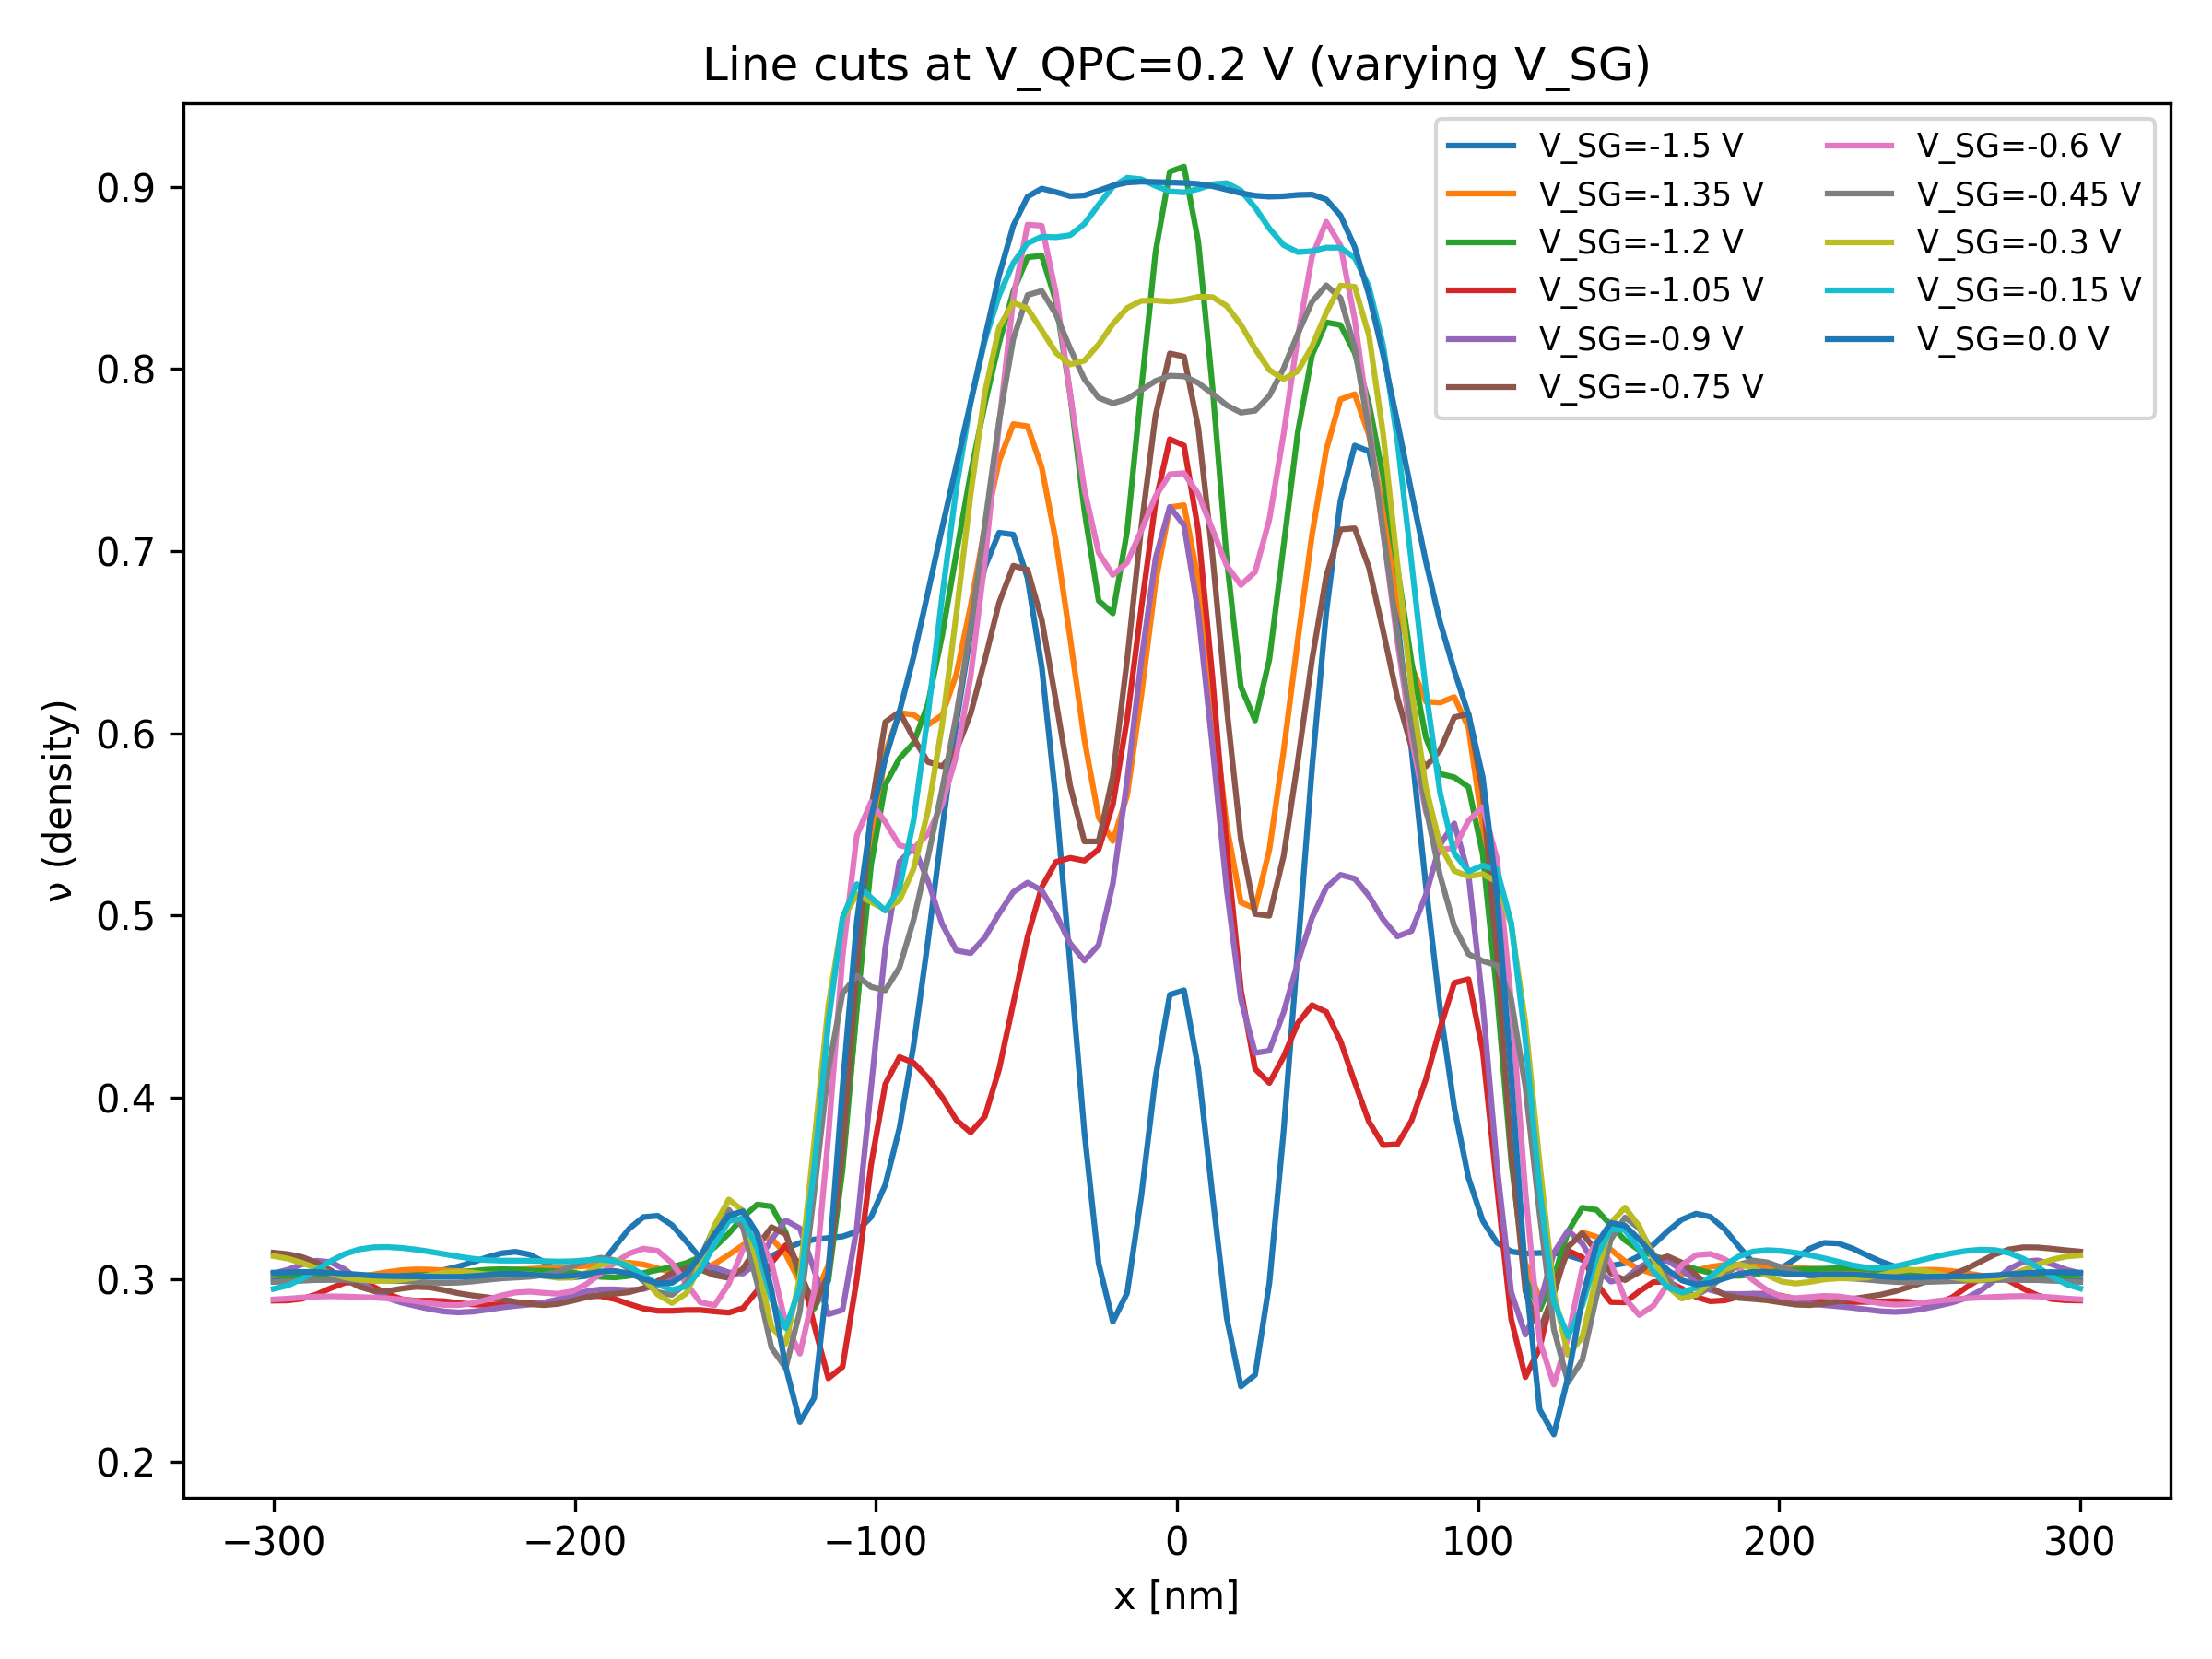 Line cuts at V_QPC=0.2 V (varying V_SG)
V_SG=-1.5 V
V_SG=-1.35 V
V_SG=-1.2 V
V_SG=-1.05 V
V_SG=-0.9 V
V_SG=-0.75 V
V_SG=-0.6 V
V_SG=-0.45 V
V_SG=-0.3 V
V_SG=-0.15 V
V_SG=0.0 V
ν (density)
0.9
0.8
0.7
0.6
0.5
0.4
0.3
0.2
−300
−200
−100
0
100
200
300
x [nm]